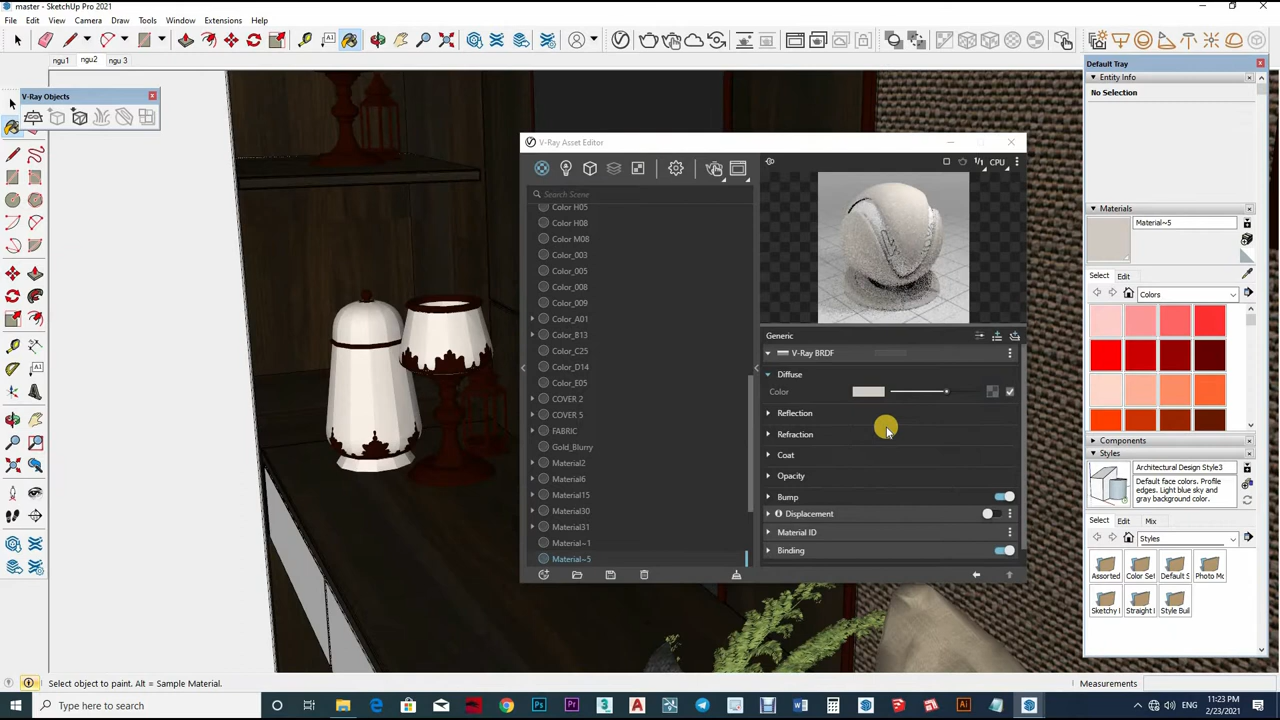 master - SketchUp Pro 2021
File Edit View Camera Draw Tools Window Extensions Help
ngu1 ngu2 ngu 3
V-Ray Objects
V-Ray Asset Editor
Search Scene
Color H05
Color H08
Color M08
Color_003
Color_005
Color_008
Color_009
Color_A01
Color_B13
Color_C25
Color_D14
Color_E05
COVER 2
COVER 5
FABRIC
Gold_Blurry
Material2
Material6
Material15
Material30
Material31
Material~1
Material~5
1/1 CPU
Generic
V-Ray BRDF
Diffuse
Color
Reflection
Refraction
Coat
Opacity
Bump
Displacement
Material ID
Binding
Default Tray
Entity Info
No Selection
Materials
Material~5
Select Edit
Colors
Components
Styles
Architectural Design Style3
Default face colors. Profile
edges. Light blue sky and
gray background color.
Select Edit Mix
Styles
Assorted Color Set Default S Photo Mo
Sketchy I Straight I Style Buil
Select object to paint. Alt = Sample Material.
Measurements
Type here to search
ENG
11:23 PM
2/23/2021